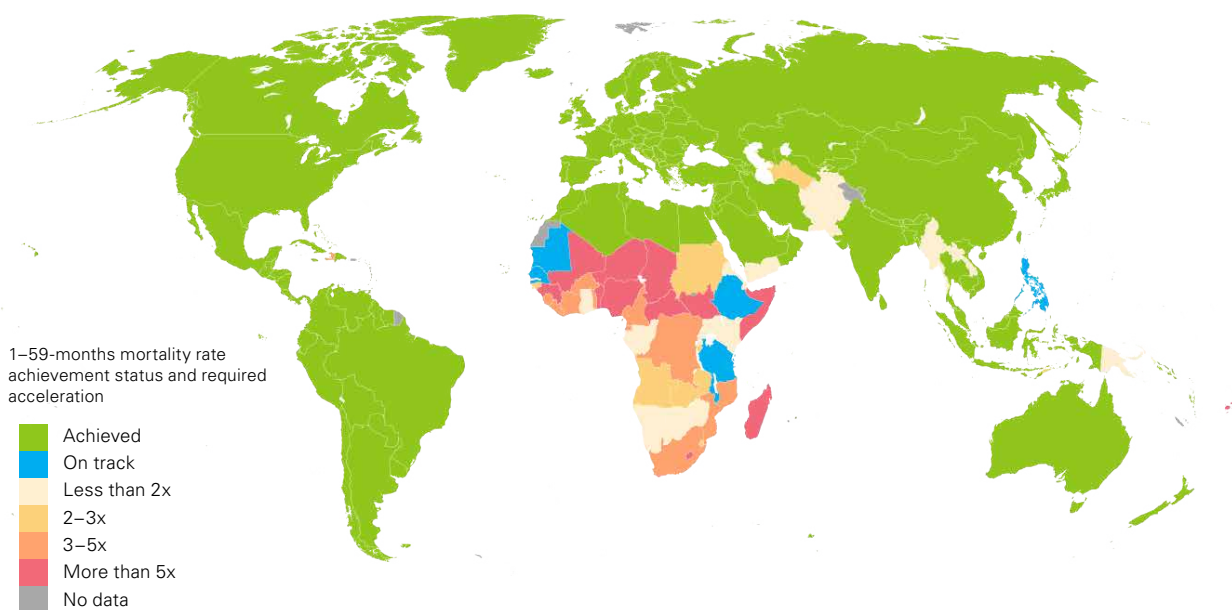 1–59-months mortality rate
achievement status and required
acceleration
Achieved
On track
Less than 2x
2–3x
3–5x
More than 5x
No data